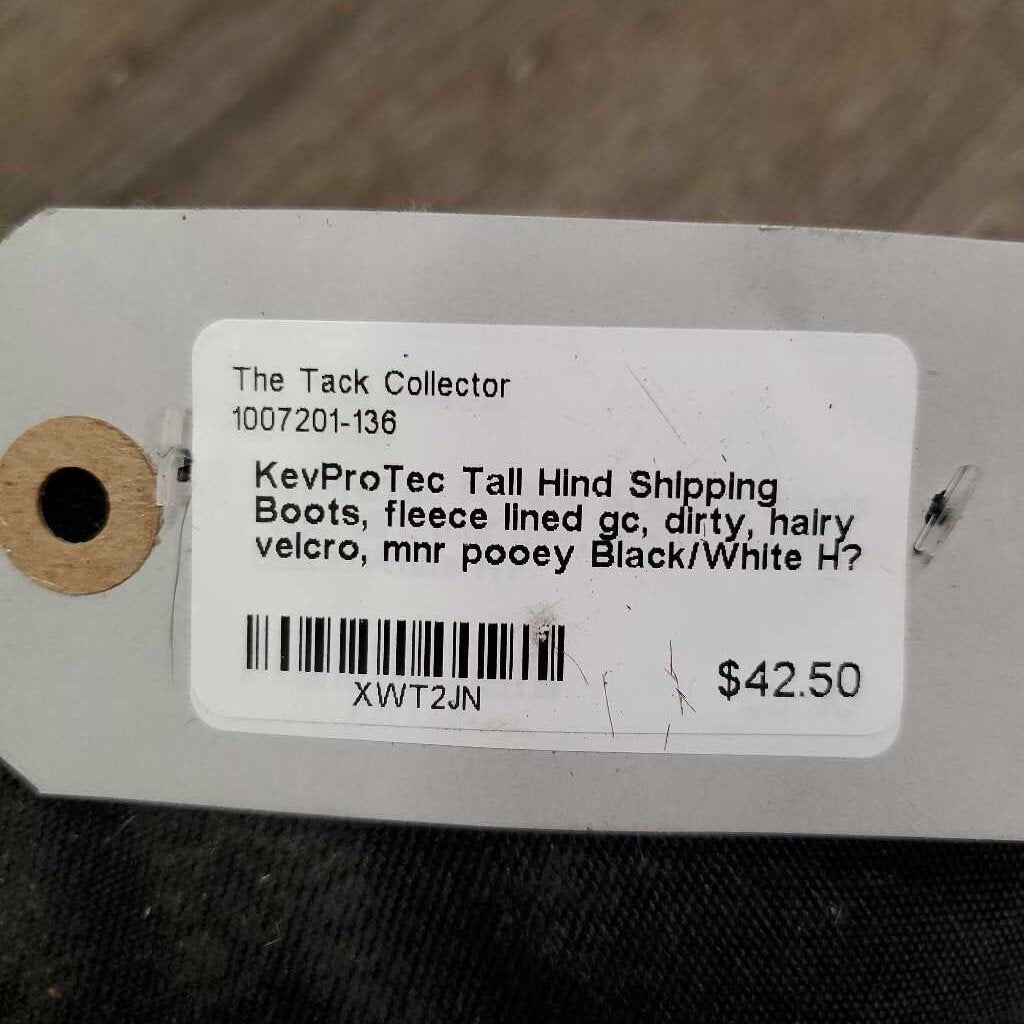 The Tack Collector
1007201-136
KevProTec Tall Hind Shipping
Boots, fleece lined gc, dirty, hairy
velcro, mnr pooey Black/White H?
XWT2JN
$42.50